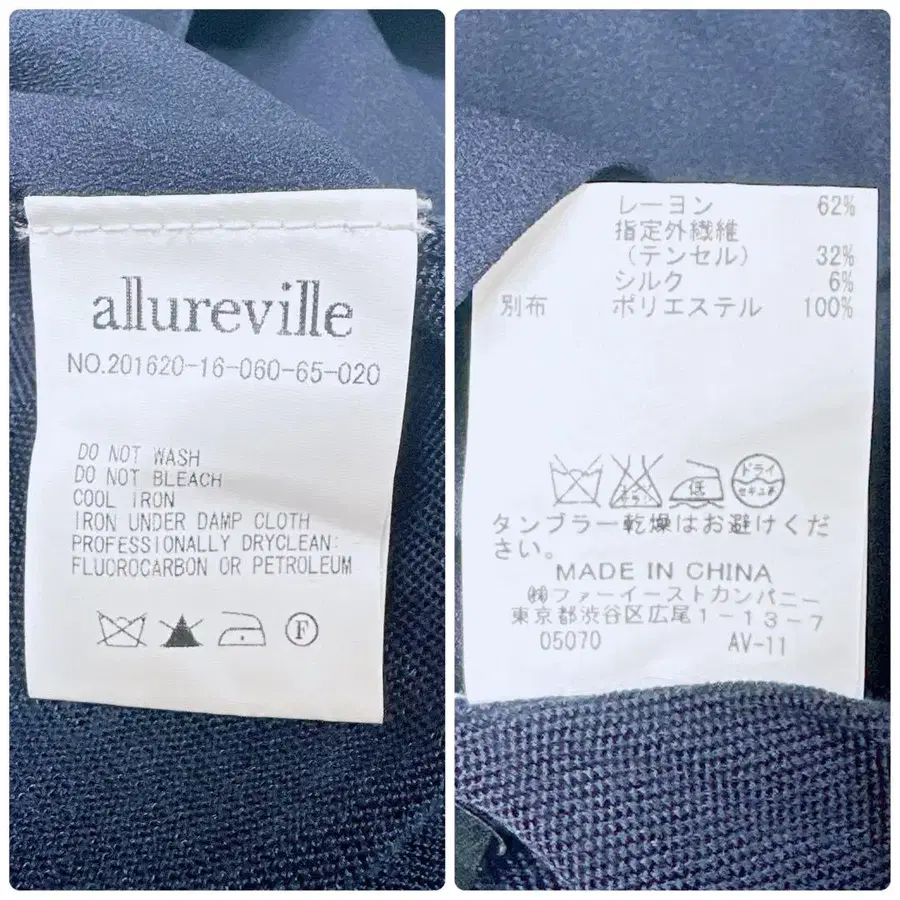 allureville
NO.201620-16-060-65-020
DO NOT WASH
DO NOT BLEACH
COOL IRON
IRON UNDER DAMP CLOTH
PROFESSIONALLY DRYCLEAN:
FLUOROCARBON OR PETROLEUM
F
レーヨン 62%
指定外繊維
(テンセル) 32%
シルク 6%
別布 ポリエステル 100%
ドライ
セキユ系
タンブラー乾燥はお避けくだ
さい。
MADE IN CHINA
㈱ファーイーストカンパニー
東京都渋谷区広尾1-13-7
05070 AV-11